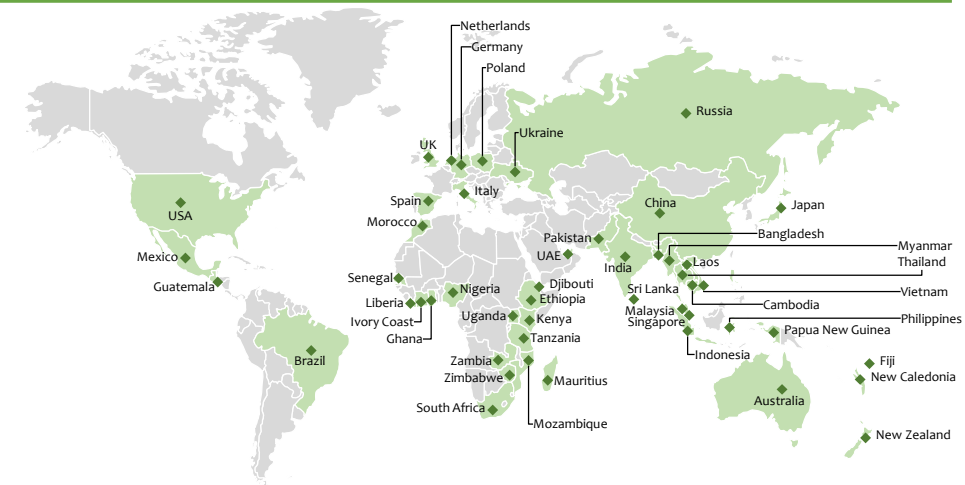 Netherlands
Germany
Poland
Russia
Ukraine
UK
Italy
Spain
USA
China
Japan
Morocco
Bangladesh
Pakistan
Myanmar
UAE
Mexico
Laos
Thailand
India
Senegal
Djibouti
Guatemala
Nigeria
Sri Lanka
Vietnam
Ethiopia
Liberia
Cambodia
Malaysia
Uganda
Kenya
Philippines
Ivory Coast
Singapore
Papua New Guinea
Ghana
Tanzania
Indonesia
Brazil
Zambia
Fiji
Zimbabwe
Mauritius
New Caledonia
Australia
South Africa
Mozambique
New Zealand